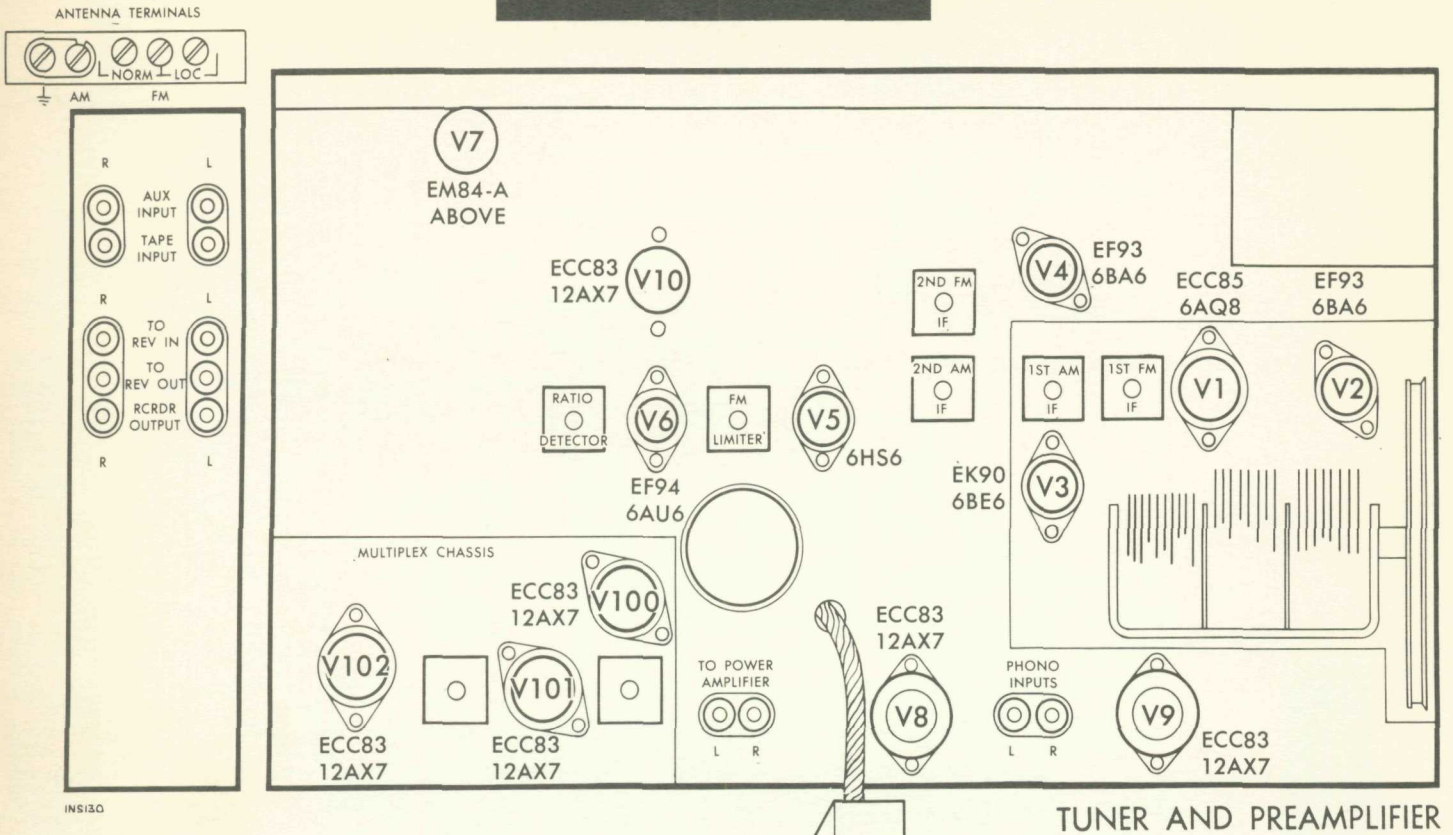 ANTENNA TERMINALS
NORM LOC
AM FM
R L
AUX
INPUT
TAPE
INPUT
R L
TO
REV IN
TO
REV OUT
RCRDR
OUTPUT
R L
INS130
V7
EM84-A
ABOVE
ECC83
12AX7
V10
V4
EF93
6BA6
2ND FM
IF
ECC85
6AQ8
EF93
6BA6
2ND AM
IF
1ST AM
IF
1ST FM
IF
V1
V2
RATIO
DETECTOR
V6
FM
LIMITER
V5
6HS6
EF94
6AU6
EK90
6BE6
V3
MULTIPLEX CHASSIS
ECC83
12AX7
V100
V102
ECC83
12AX7
V101
ECC83
12AX7
TO POWER
AMPLIFIER
L R
ECC83
12AX7
V8
PHONO
INPUTS
L R
V9
ECC83
12AX7
TUNER AND PREAMPLIFIER